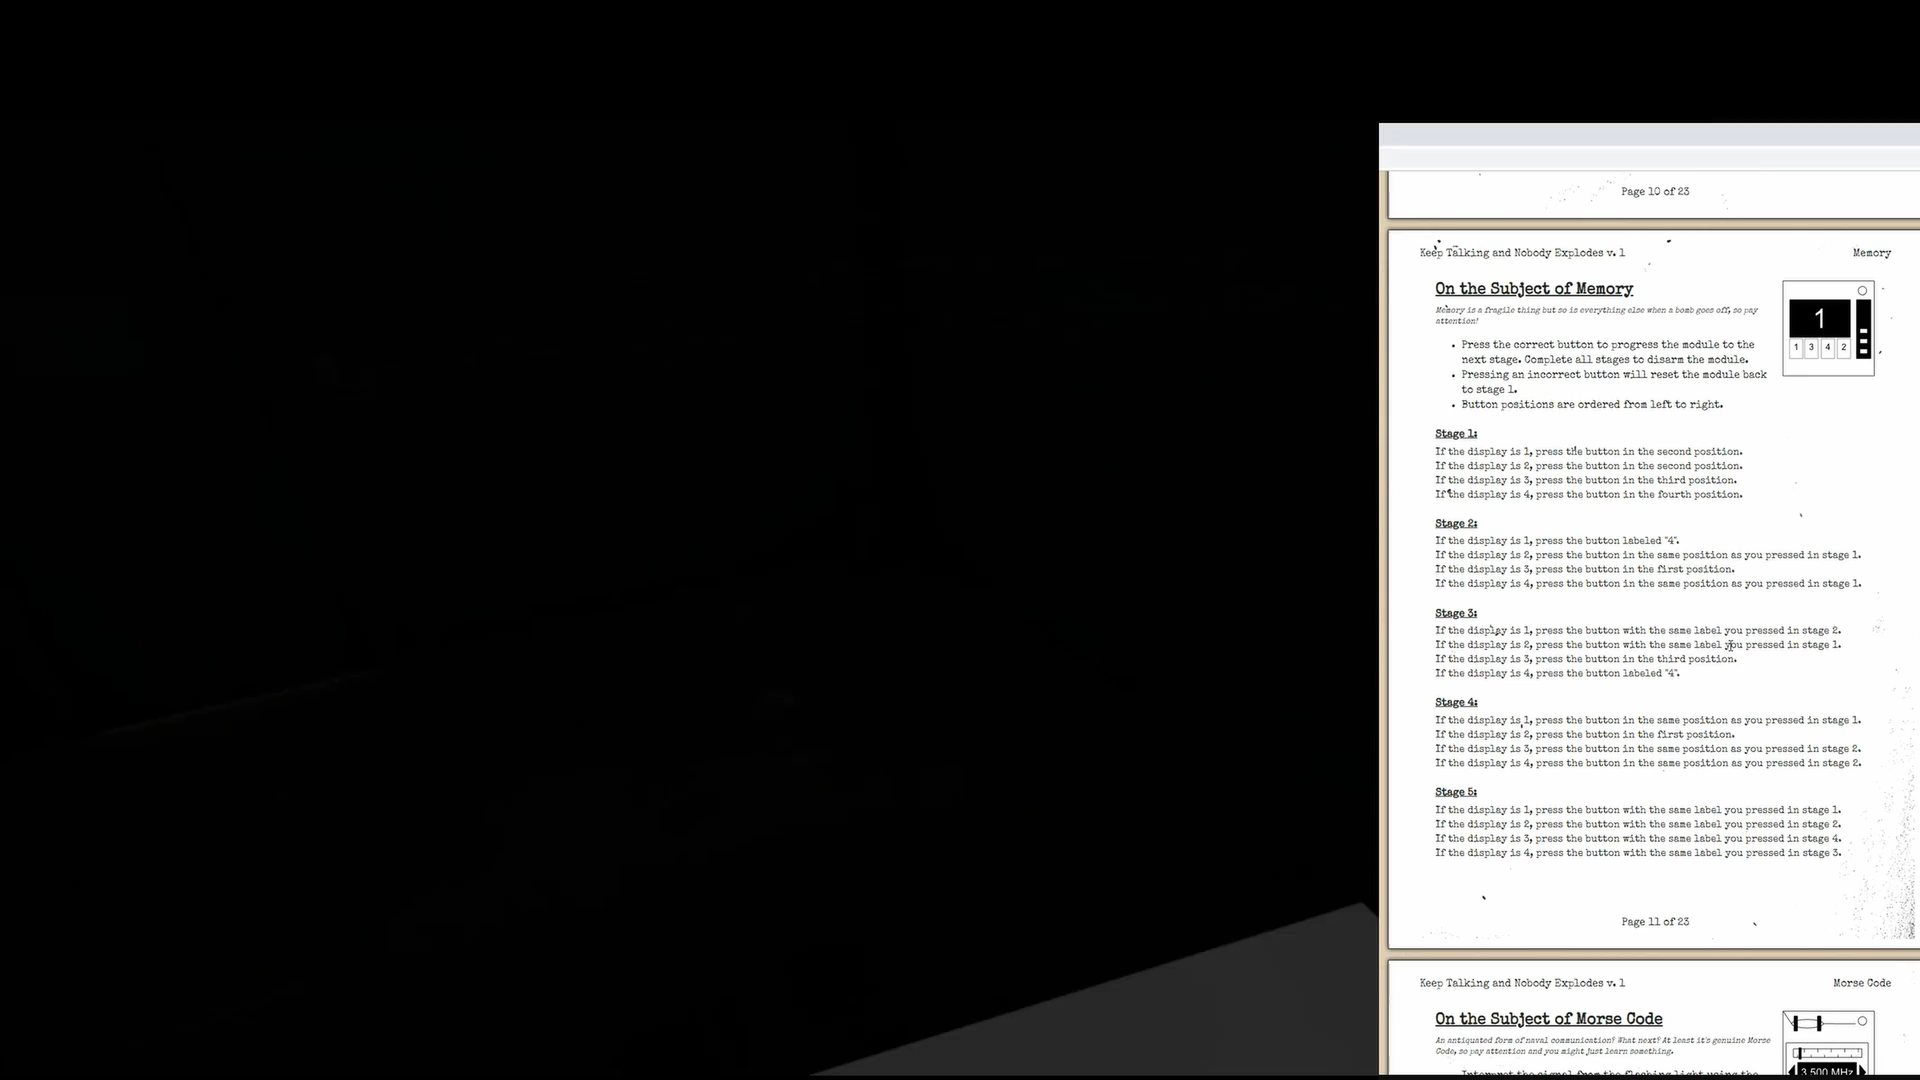 Page 10 of 23
Keep Talking and Nobody Explodes v. 1
Memory
On the Subject of Memory
Memory is a fragile thing but so is everything else when a bomb goes off, so pay
attention!
1
1 3 4 2
• Press the correct button to progress the module to the
next stage. Complete all stages to disarm the module.
• Pressing an incorrect button will reset the module back
to stage 1.
• Button positions are ordered from left to right.
Stage 1:
If the display is 1, press the button in the second position.
If the display is 2, press the button in the second position.
If the display is 3, press the button in the third position.
If the display is 4, press the button in the fourth position.
Stage 2:
If the display is 1, press the button labeled "4".
If the display is 2, press the button in the same position as you pressed in stage 1.
If the display is 3, press the button in the first position.
If the display is 4, press the button in the same position as you pressed in stage 1.
Stage 3:
If the display is 1, press the button with the same label you pressed in stage 2.
If the display is 2, press the button with the same label you pressed in stage 1.
If the display is 3, press the button in the third position.
If the display is 4, press the button labeled "4".
Stage 4:
If the display is 1, press the button in the same position as you pressed in stage 1.
If the display is 2, press the button in the first position.
If the display is 3, press the button in the same position as you pressed in stage 2.
If the display is 4, press the button in the same position as you pressed in stage 2.
Stage 5:
If the display is 1, press the button with the same label you pressed in stage 1.
If the display is 2, press the button with the same label you pressed in stage 2.
If the display is 3, press the button with the same label you pressed in stage 4.
If the display is 4, press the button with the same label you pressed in stage 3.
Page 11 of 23
Keep Talking and Nobody Explodes v. 1
Morse Code
On the Subject of Morse Code
An antiquated form of naval communication? What next? At least it's genuine Morse
Code, so pay attention and you might just learn something.
Interpret the signal from the flashing light using the
3.500 MHz